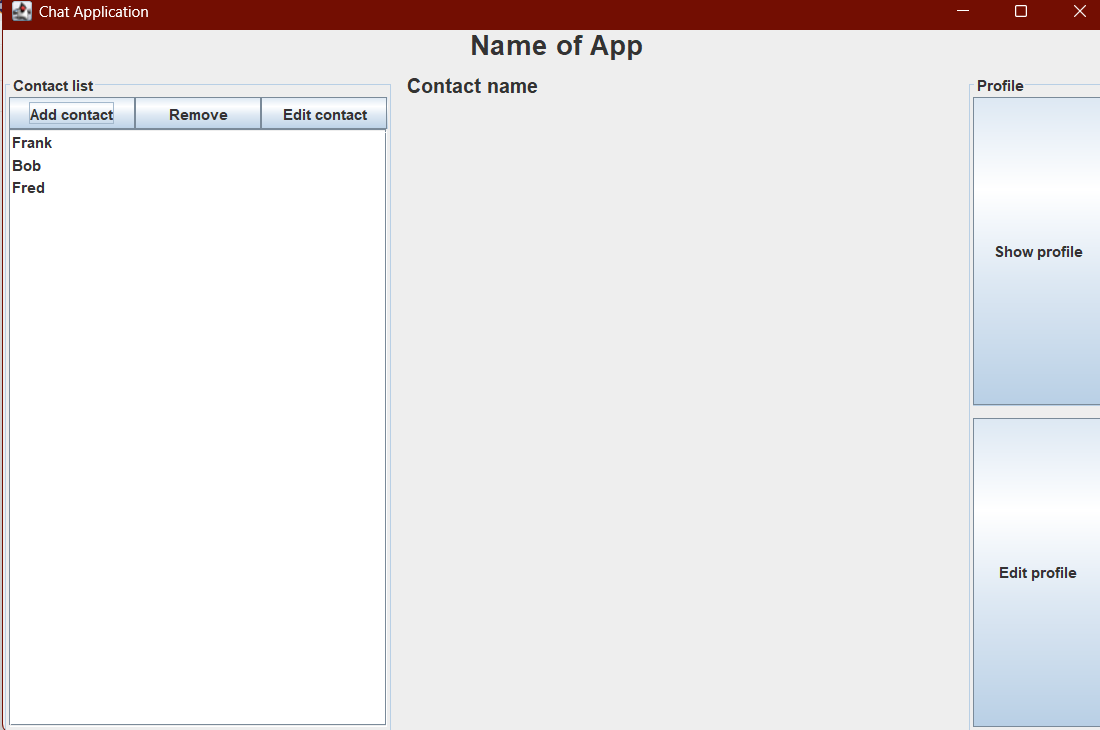 Chat Application
Name of App
Contact list
Add contact Remove Edit contact
Frank
Bob
Fred
Contact name
Profile
Show profile
Edit profile